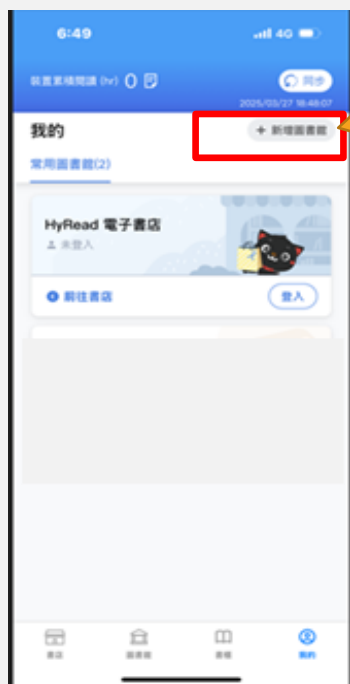 6:49 4G
裝置累積閱讀 (hr) 0 同步
2025/03/27 18:48:07
我的 + 新增圖書館
常用圖書館(2)
HyRead 電子書店
未登入
前往書店 登入
書店 圖書館 書櫃 我的